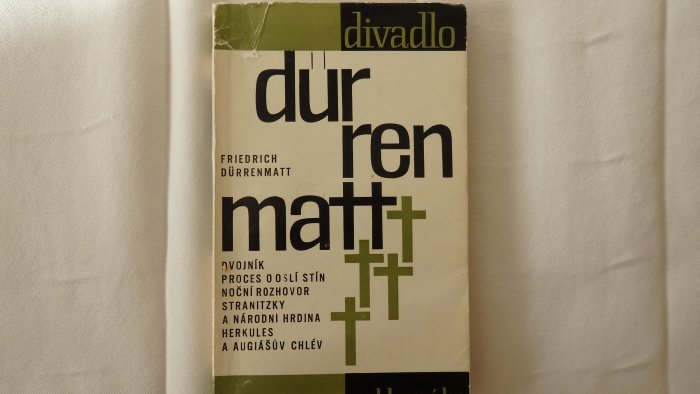 divadlo
dür
ren
matt
FRIEDRICH
DÜRRENMATT
DVOJNÍK
PROCES O OSLÍ STÍN
NOČNÍ ROZHOVOR
STRANITZKY
A NÁRODNÍ HRDINA
HERKULES
A AUGIÁŠŮV CHLÉV